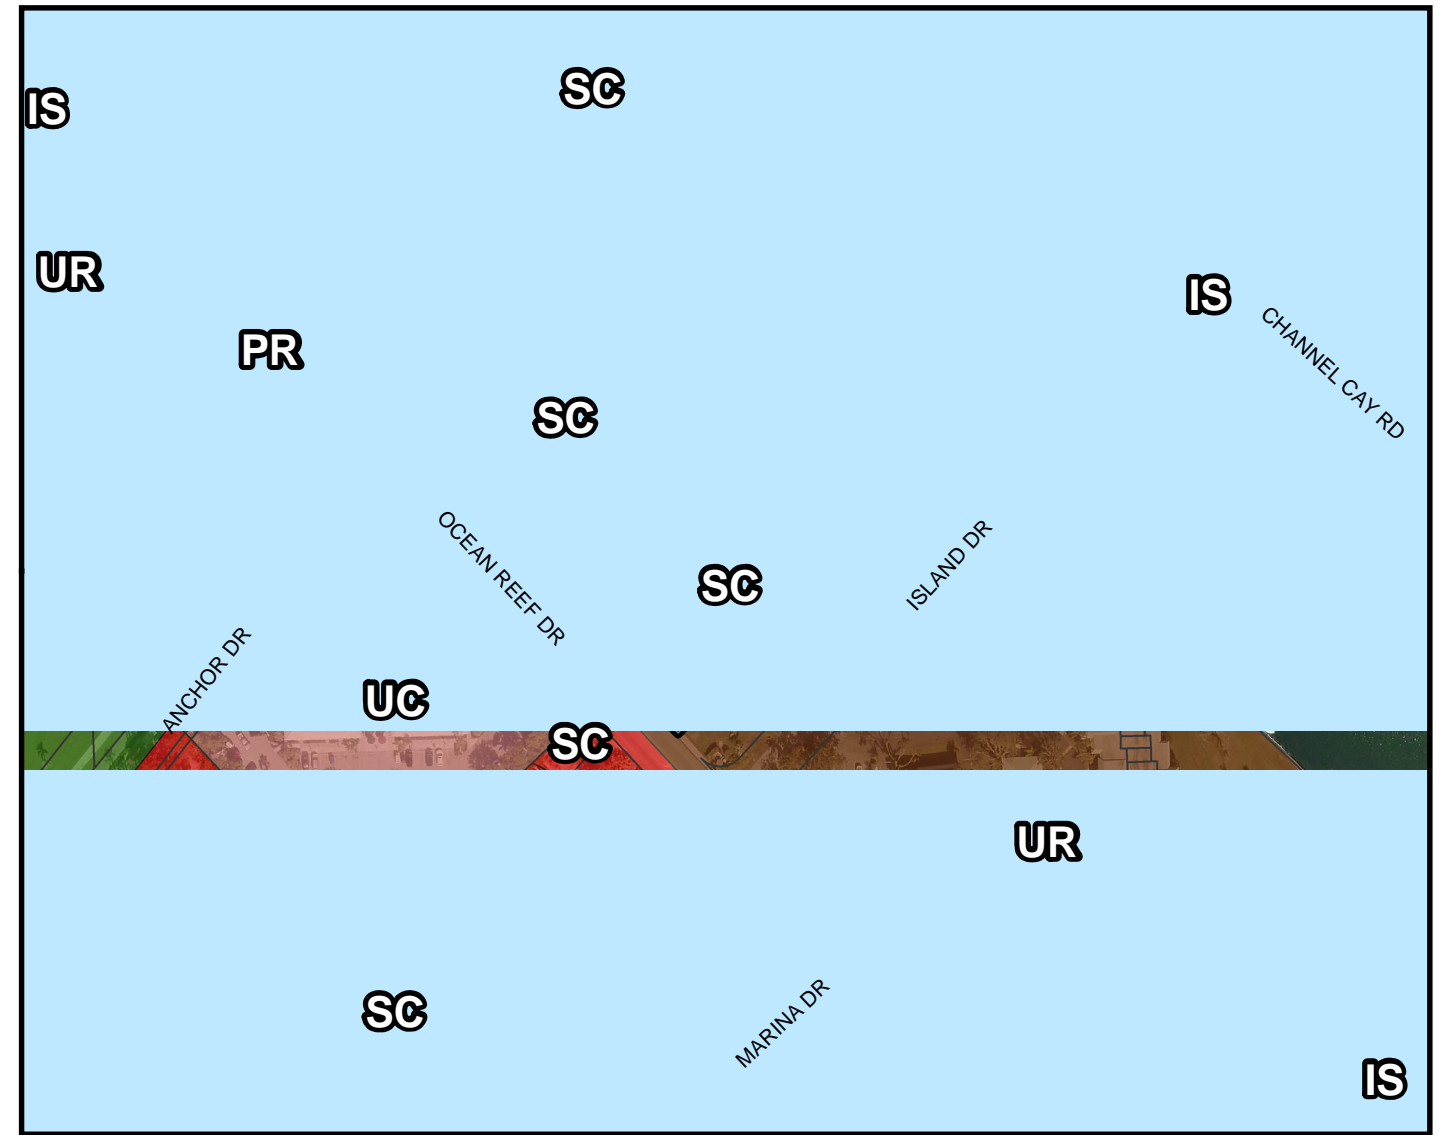 SC
IS
UR
IS
PR
CHANNEL CAY RD
SC
OCEAN REEF DR
ISLAND DR
SC
ANCHOR DR
UC
SC
UR
SC
MARINA DR
IS